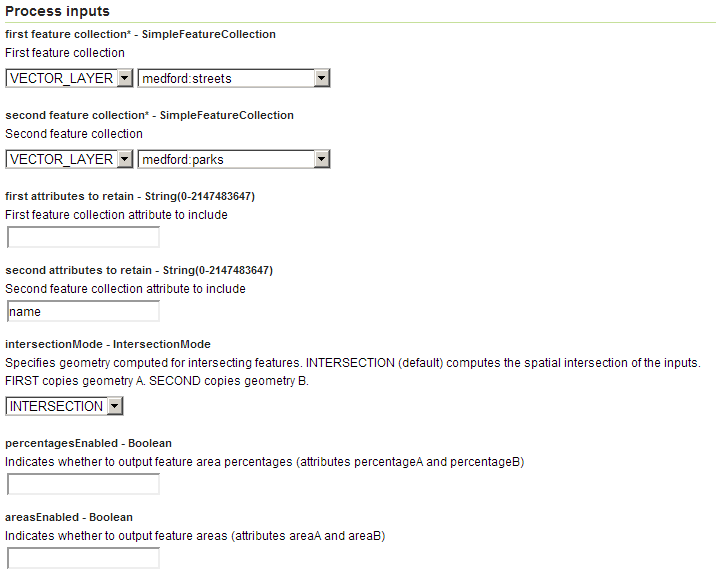 Process inputs
first feature collection* - SimpleFeatureCollection
First feature collection
VECTOR_LAYER medford:streets
second feature collection* - SimpleFeatureCollection
Second feature collection
VECTOR_LAYER medford:parks
first attributes to retain - String(0-2147483647)
First feature collection attribute to include
second attributes to retain - String(0-2147483647)
Second feature collection attribute to include
name
intersectionMode - IntersectionMode
Specifies geometry computed for intersecting features. INTERSECTION (default) computes the spatial intersection of the inputs.
FIRST copies geometry A. SECOND copies geometry B.
INTERSECTION
percentagesEnabled - Boolean
Indicates whether to output feature area percentages (attributes percentageA and percentageB)
areasEnabled - Boolean
Indicates whether to output feature areas (attributes areaA and areaB)